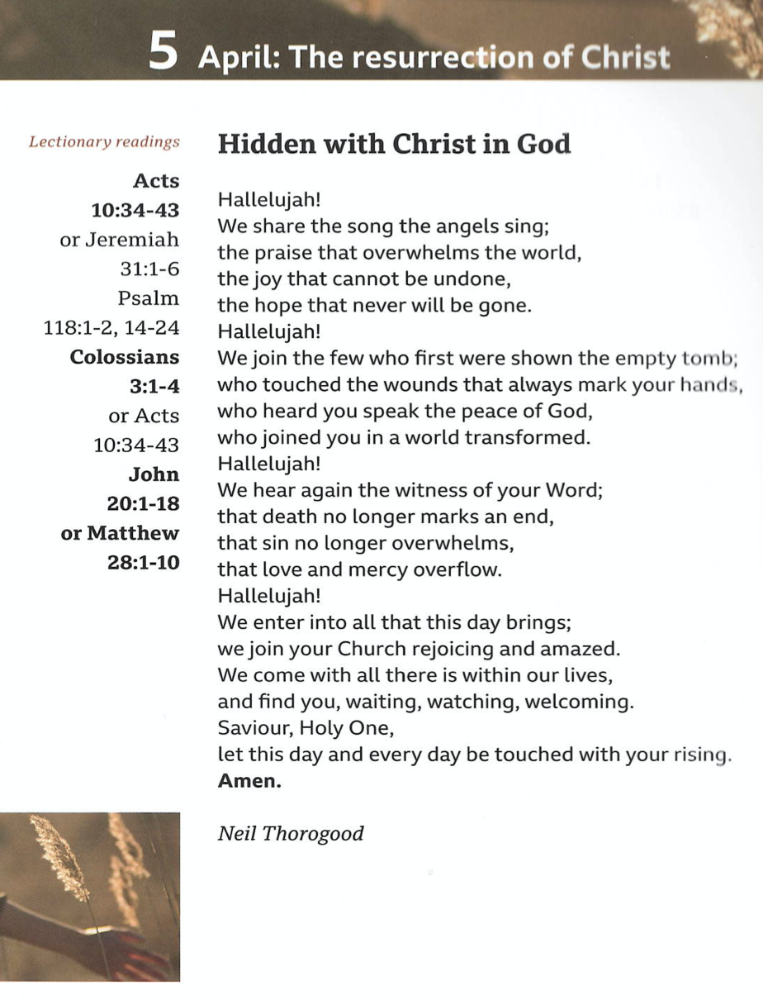 5 April: The resurrection of Christ
Lectionary readings
Acts
10:34-43
or Jeremiah
31:1-6
Psalm
118:1-2, 14-24
Colossians
3:1-4
or Acts
10:34-43
John
20:1-18
or Matthew
28:1-10
Hidden with Christ in God
Hallelujah!
We share the song the angels sing;
the praise that overwhelms the world,
the joy that cannot be undone,
the hope that never will be gone.
Hallelujah!
We join the few who first were shown the empty tomb;
who touched the wounds that always mark your hands,
who heard you speak the peace of God,
who joined you in a world transformed.
Hallelujah!
We hear again the witness of your Word;
that death no longer marks an end,
that sin no longer overwhelms,
that love and mercy overflow.
Hallelujah!
We enter into all that this day brings;
we join your Church rejoicing and amazed.
We come with all there is within our lives,
and find you, waiting, watching, welcoming.
Saviour, Holy One,
let this day and every day be touched with your rising.
Amen.
Neil Thorogood